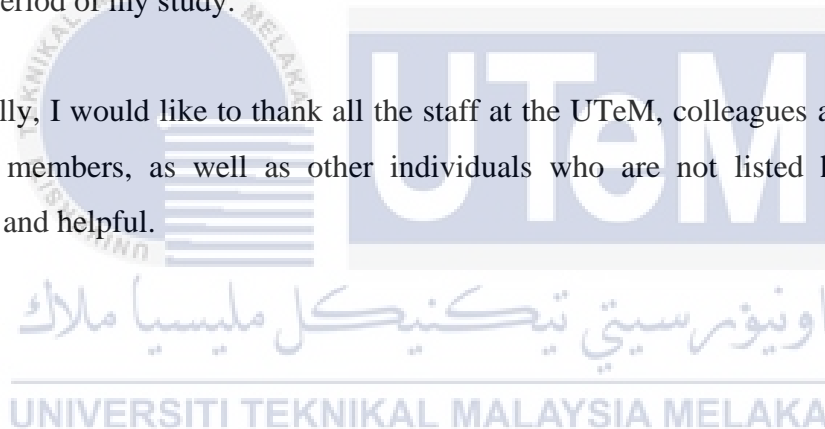 eriod of my study.
lly, I would like to thank all the staff at the UTeM, colleagues a
members, as well as other individuals who are not listed
and helpful.
UTeM
اونيۏرسيتي تيكنيكل مليسيا ملاك
UNIVERSITI TEKNIKAL MALAYSIA MELAKA